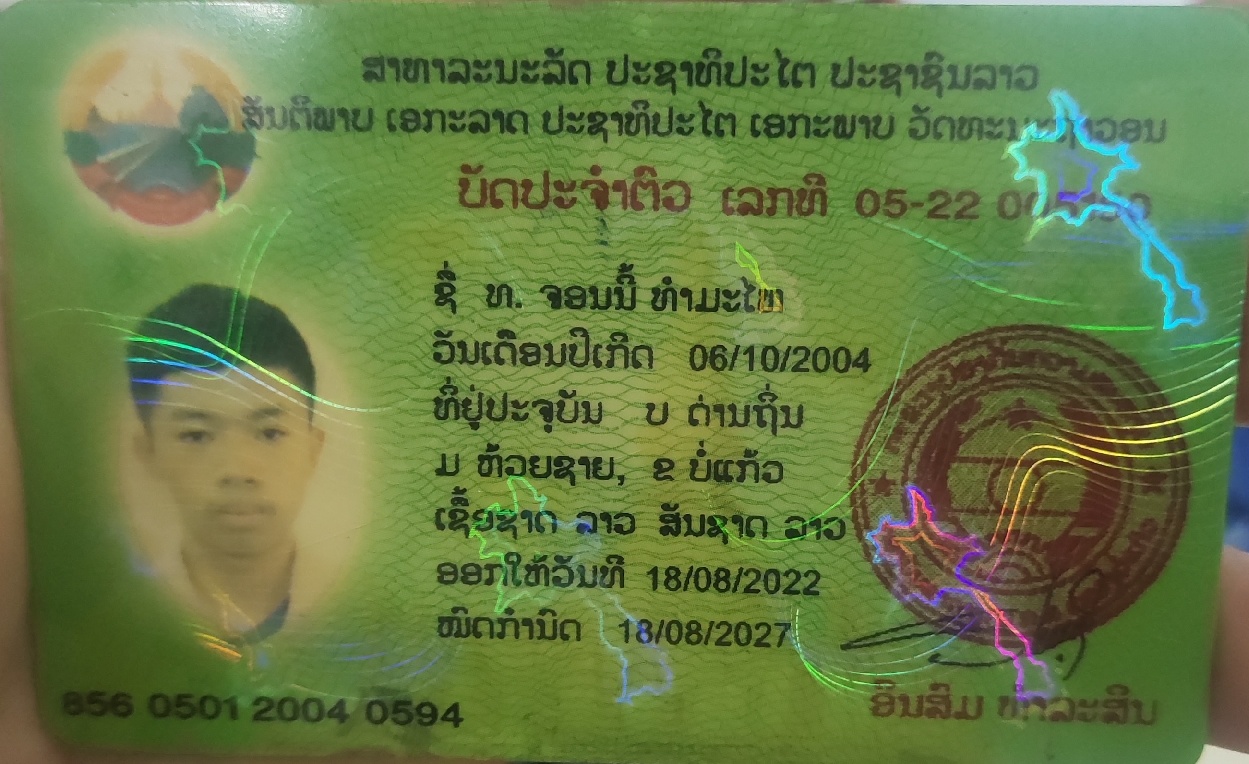 ສາທາລະນະລັດ ປະຊາທິປະໄຕ ປະຊາຊົນລາວ
ສັນຕິພາບ ເອກະລາດ ປະຊາທິປະໄຕ ເອກະພາບ ວັດທະນະຖາວອນ
ບັດປະຈຳຕົວ ເລກທີ 05-22
ຊື່ ທ. ຈອນນີ້ ທຳມະໄຕ
ວັນເດືອນປີເກີດ 06/10/2004
ທີ່ຢູ່ປະຈຸບັນ ບ ດ່ານຖິ່ນ
ມ ຫ້ວຍຊາຍ, ຂ ບໍ່ແກ້ວ
ເຊື້ອຊາດ ລາວ ສັນຊາດ ລາວ
ອອກໃຫ້ວັນທີ 18/08/2022
ໝົດກຳນົດ 18/08/2027
856 0501 2004 0594
ອິນສົມ